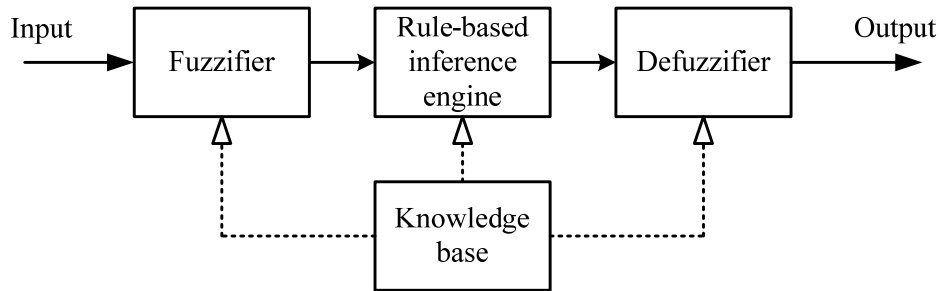 Input
Fuzzifier
Rule-based
inference
engine
Defuzzifier
Output
Knowledge
base